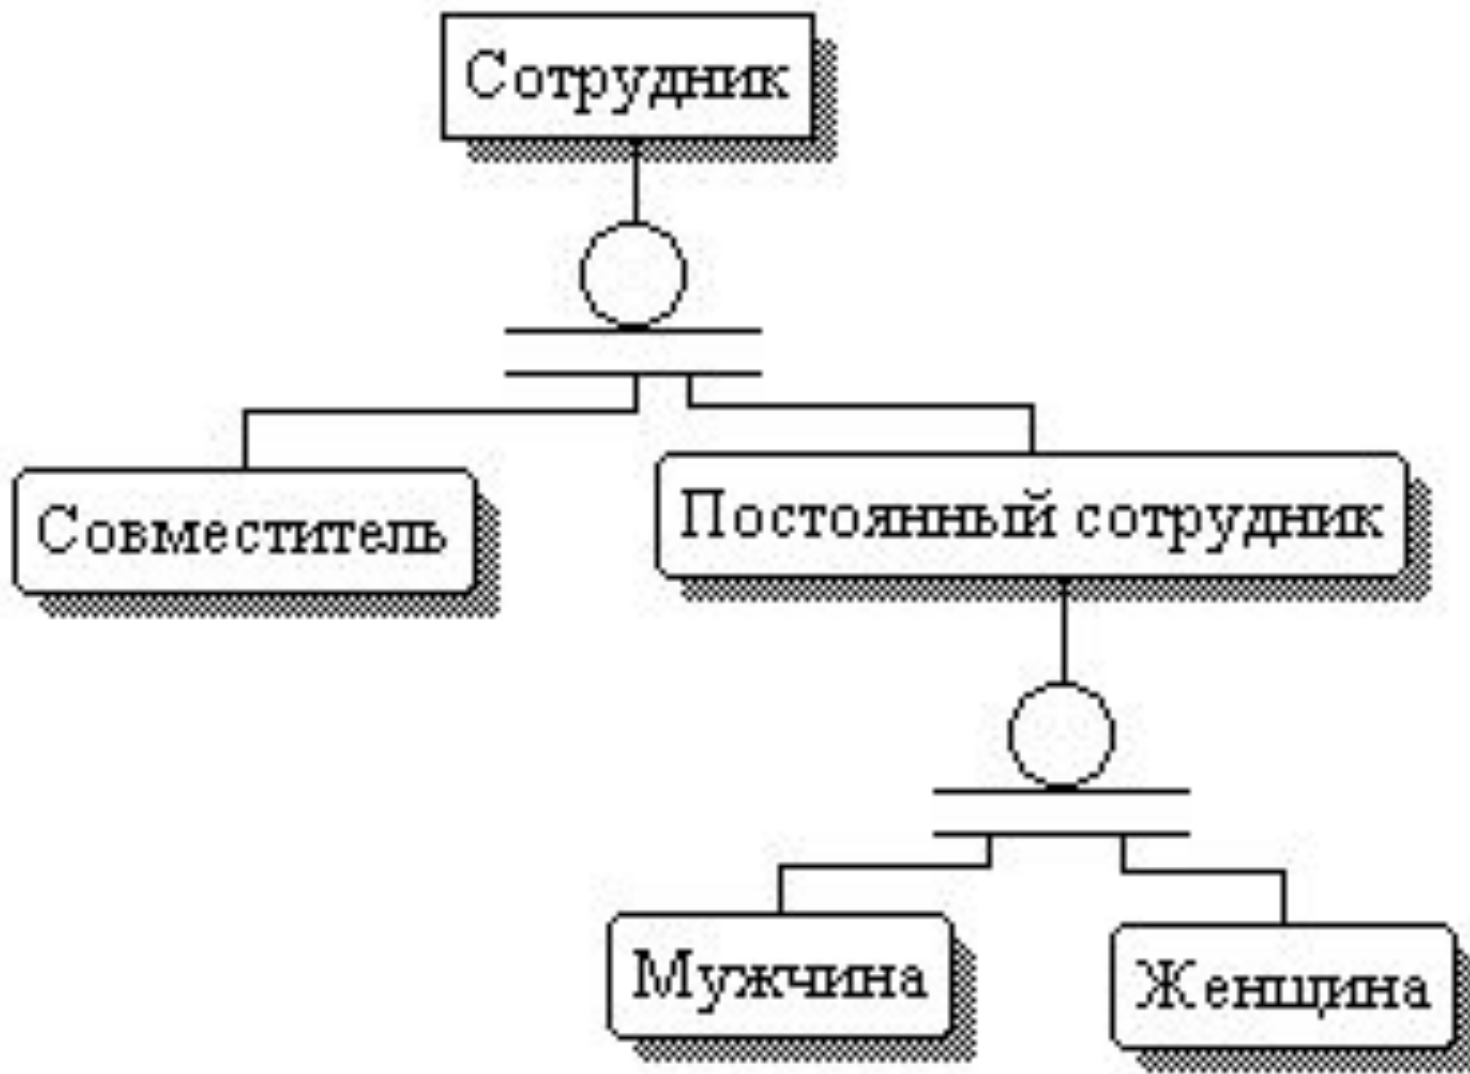 Сотрудник
Совместитель
Постоянный сотрудник
Мужчина
Женщина